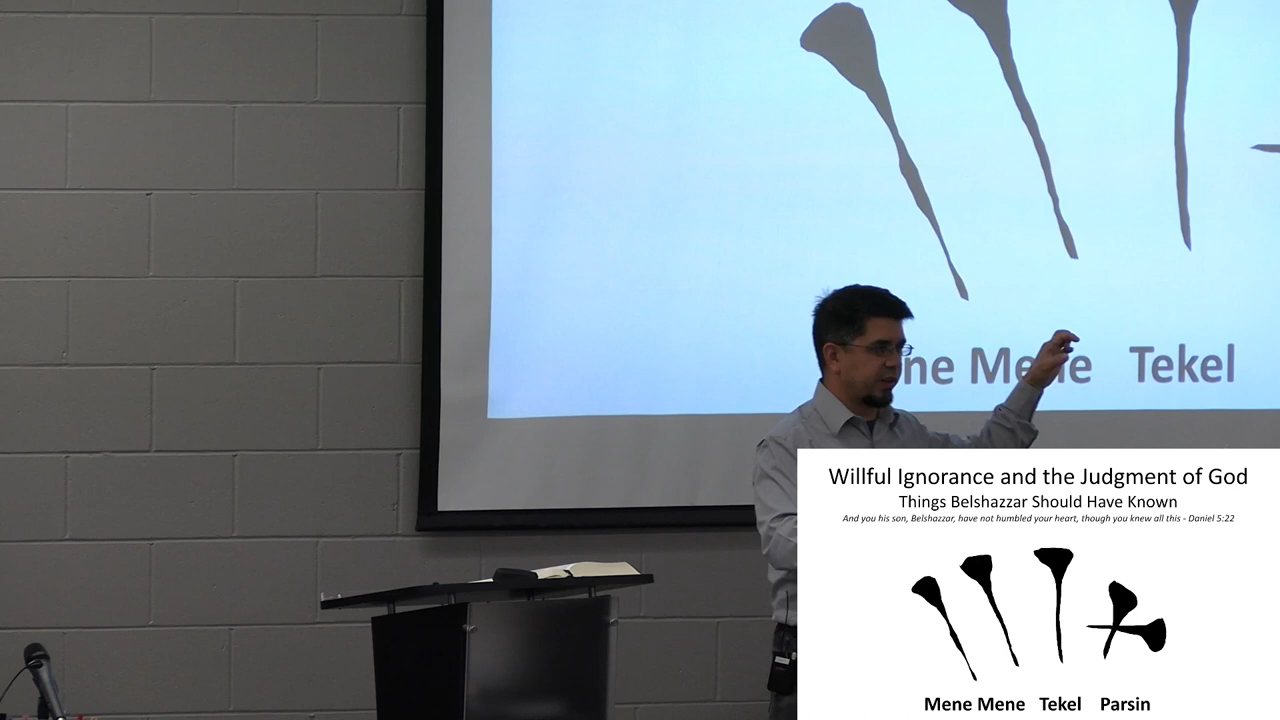 ne Mene Tekel
Willful Ignorance and the Judgment of God
Things Belshazzar Should Have Known
And you his son, Belshazzar, have not humbled your heart, though you knew all this - Daniel 5:22
Mene Mene Tekel Parsin